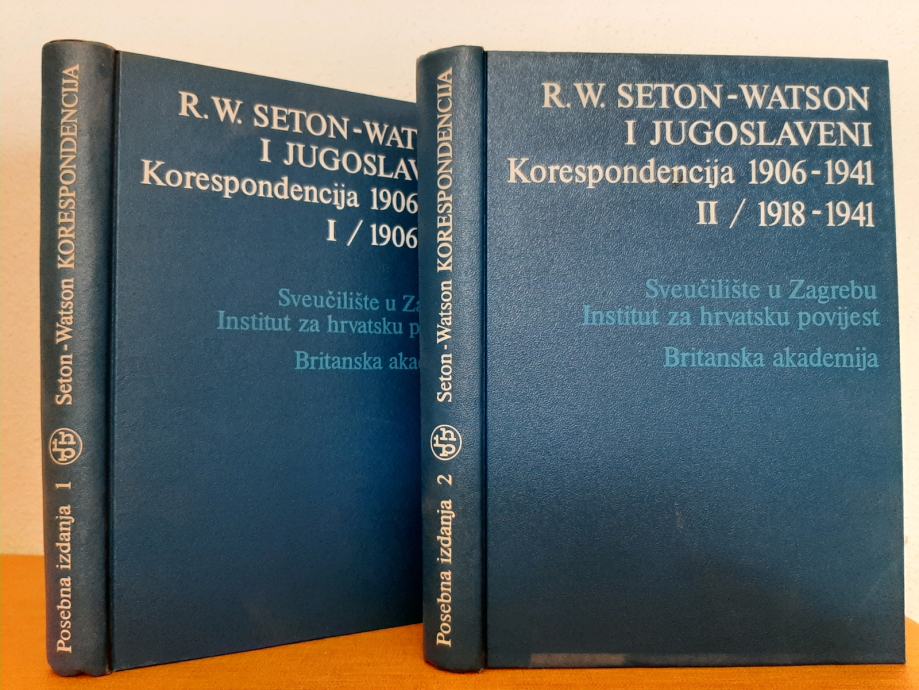 Posebna izdanja 1 Seton-Watson KORESPONDENCIJA
R. W. SETON-WAT
I JUGOSLAV
Korespondencija 1906
I / 1906
Sveučilište u Za
Institut za hrvatsku p
Britanska akad
Posebna izdanja 2 Seton-Watson KORESPONDENCIJA
R. W. SETON-WATSON
I JUGOSLAVENI
Korespondencija 1906-1941
II / 1918-1941
Sveučilište u Zagrebu
Institut za hrvatsku povijest
Britanska akademija